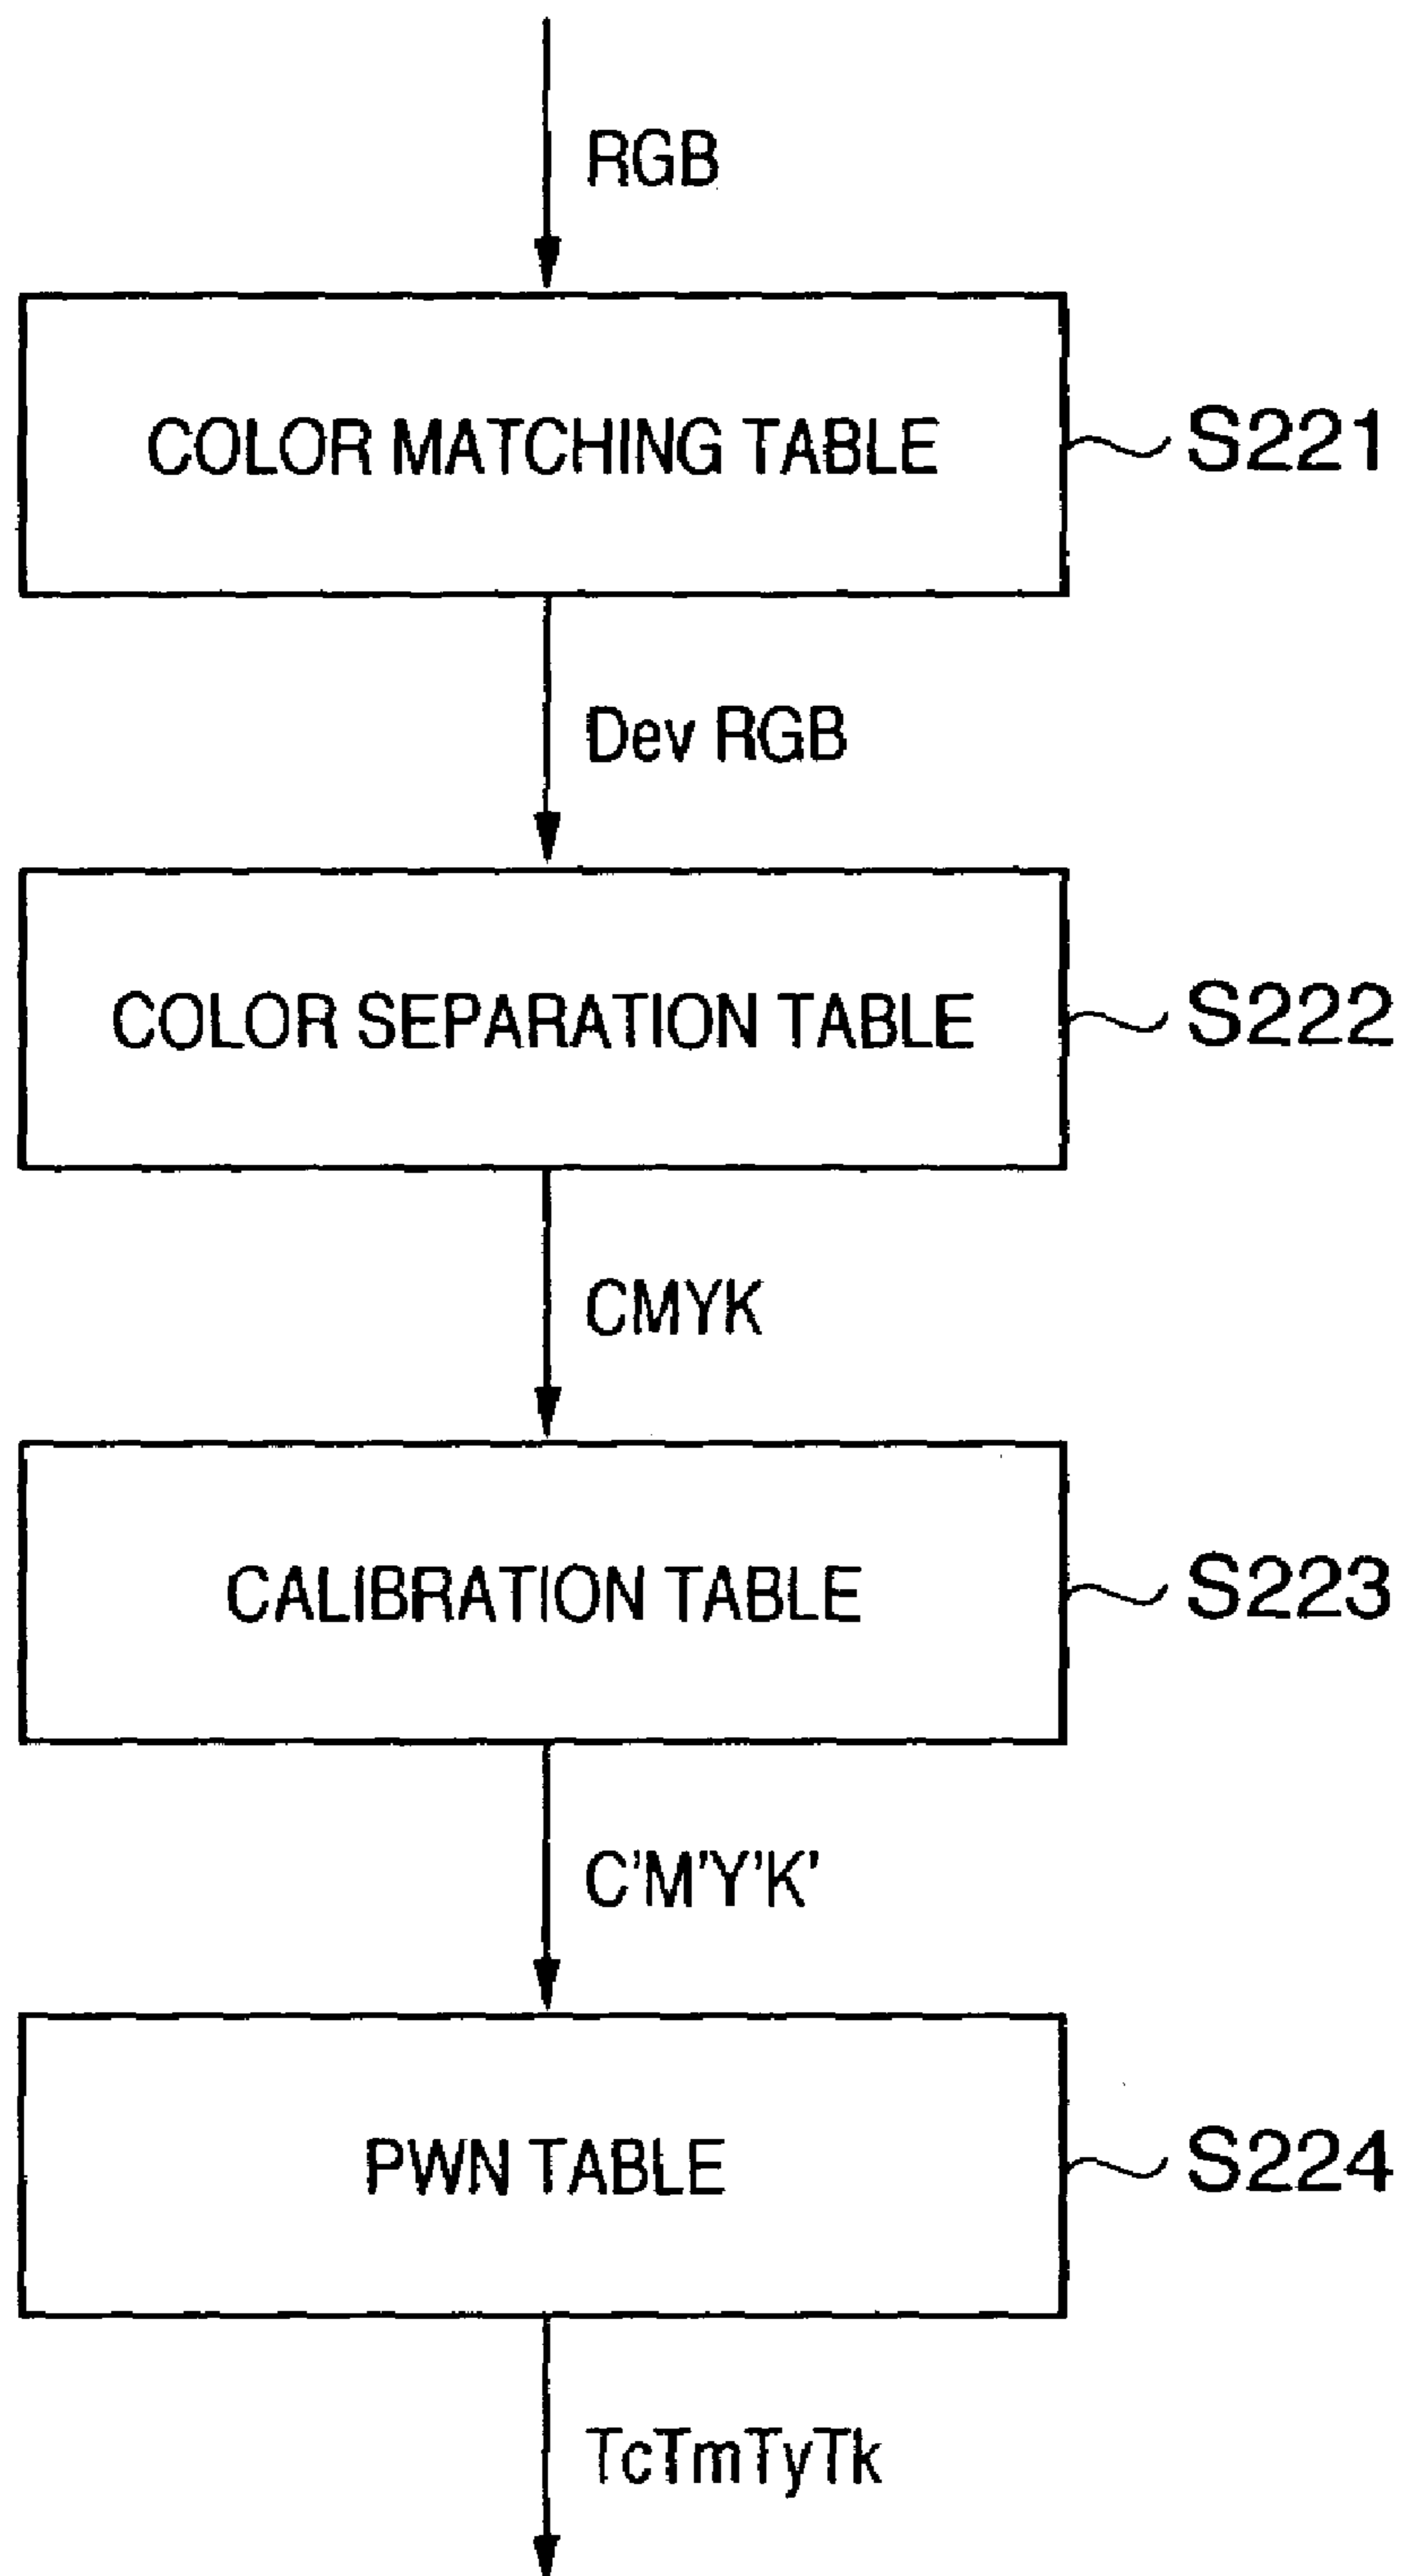 RGB
COLOR MATCHING TABLE
S221
Dev RGB
COLOR SEPARATION TABLE
S222
CMYK
CALIBRATION TABLE
S223
C'M'Y'K'
PWN TABLE
S224
TcTmTyTk